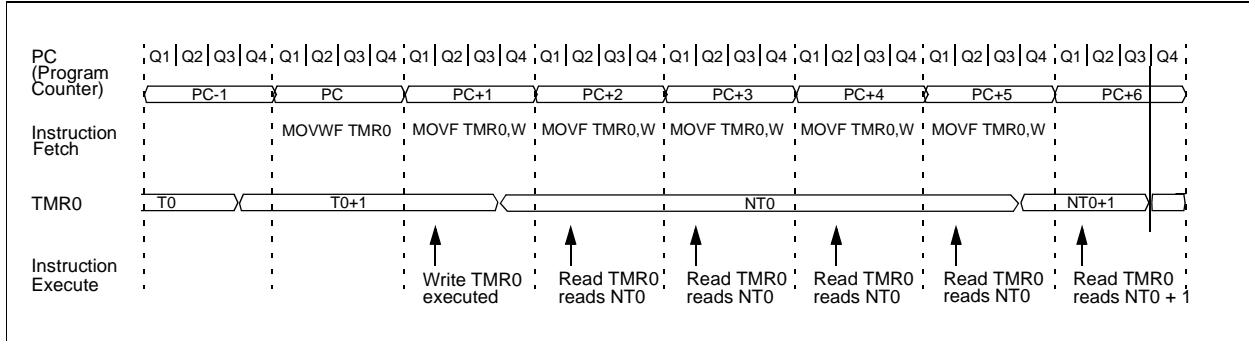 PC
(Program
Counter)
Q1 Q2 Q3 Q4 Q1 Q2 Q3 Q4 Q1 Q2 Q3 Q4 Q1 Q2 Q3 Q4 Q1 Q2 Q3 Q4 Q1 Q2 Q3 Q4 Q1 Q2 Q3 Q4 Q1 Q2 Q3 Q4
PC-1 PC PC+1 PC+2 PC+3 PC+4 PC+5 PC+6
Instruction
Fetch
MOVWF TMR0 MOVF TMR0,W MOVF TMR0,W MOVF TMR0,W MOVF TMR0,W MOVF TMR0,W
TMR0
T0 T0+1 NT0 NT0+1
Instruction
Execute
Write TMR0
executed
Read TMR0
reads NT0
Read TMR0
reads NT0
Read TMR0
reads NT0
Read TMR0
reads NT0
Read TMR0
reads NT0 + 1